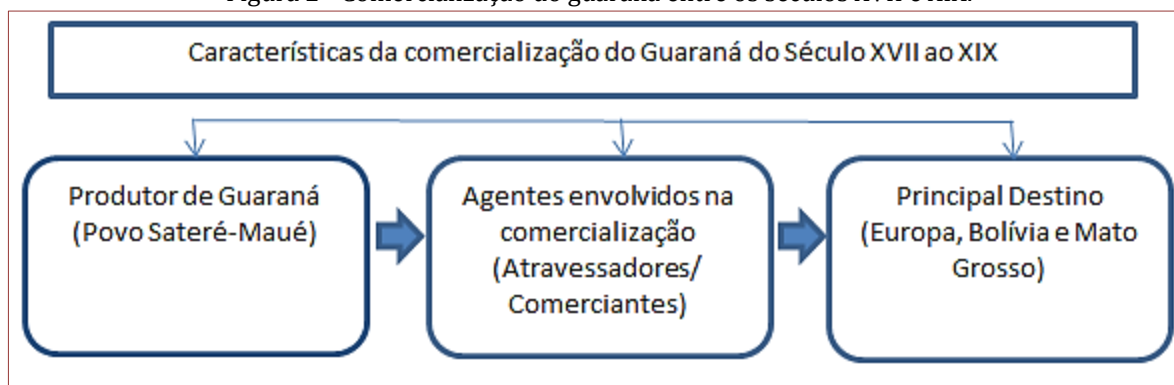 Características da comercialização do Guaraná do Século XVII ao XIX
Produtor de Guaraná
(Povo Sateré-Maué)
Agentes envolvidos na
comercialização
(Atravessadores/
Comerciantes)
Principal Destino
(Europa, Bolívia e Mato
Grosso)